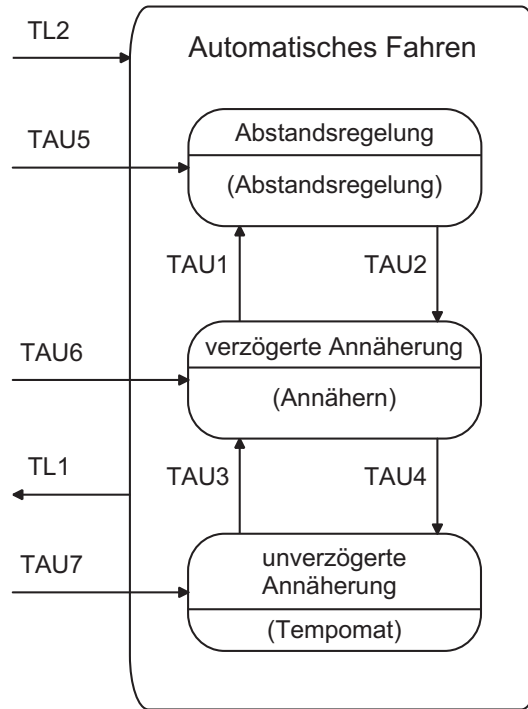 TL2
Automatisches Fahren
TAU5
Abstandsregelung
(Abstandsregelung)
TAU1
TAU2
TAU6
verzögerte Annäherung
(Annähern)
TL1
TAU3
TAU4
TAU7
unverzögerte
Annäherung
(Tempomat)